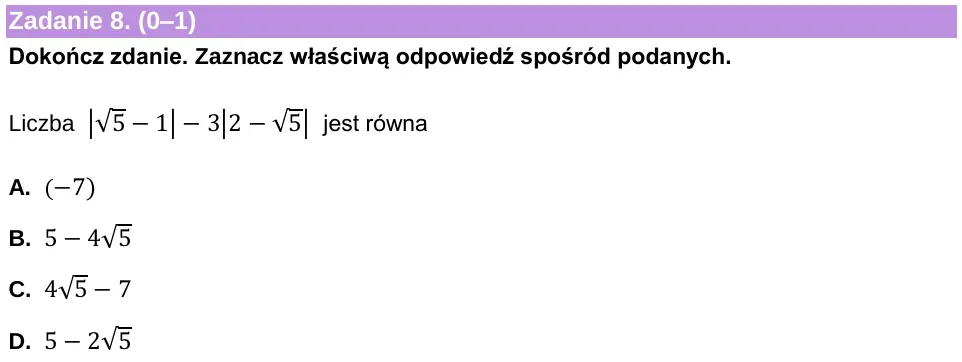 Zadanie 8. (0–1)
Dokończ zdanie. Zaznacz właściwą odpowiedź spośród podanych.
Liczba |√5 − 1| − 3|2 − √5| jest równa
A. (−7)
B. 5 − 4√5
C. 4√5 − 7
D. 5 − 2√5